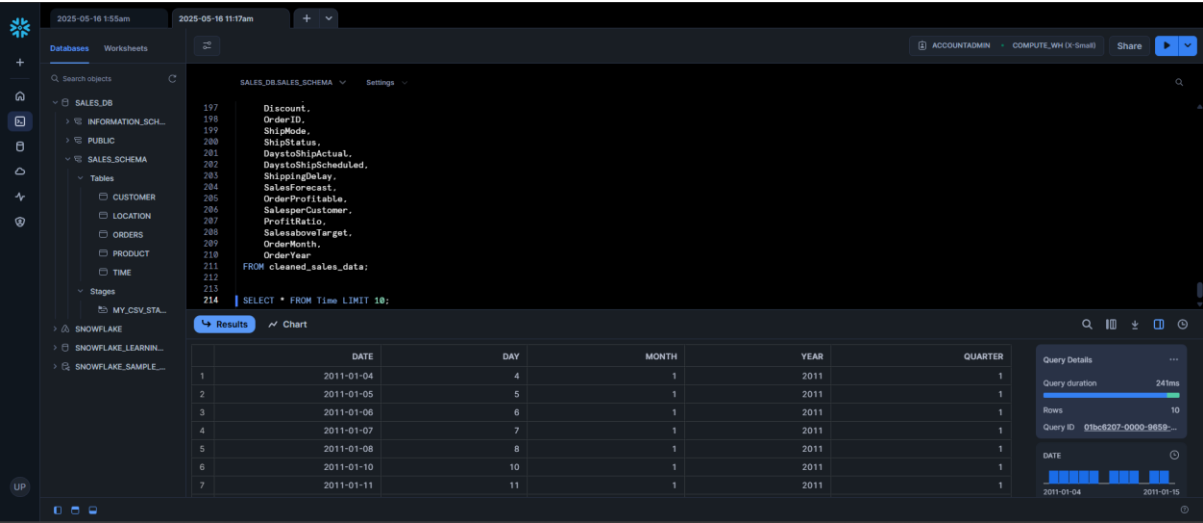 2025-05-16 1:55am
2025-05-16 11:17am
Databases Worksheets
ACCOUNTADMIN · COMPUTE_WH (X-Small) Share
Search objects
SALES_DB
INFORMATION_SCH...
PUBLIC
SALES_SCHEMA
Tables
CUSTOMER
LOCATION
ORDERS
PRODUCT
TIME
Stages
MY_CSV_STA...
SNOWFLAKE
SNOWFLAKE_LEARNIN...
SNOWFLAKE_SAMPLE_...
UP
SALES_DB.SALES_SCHEMA Settings
197 Discount,
198 OrderID,
199 ShipMode,
200 ShipStatus,
201 DaystoShipActual,
202 DaystoShipScheduled,
203 ShippingDelay,
204 SalesForecast,
205 OrderProfitable,
206 SalesperCustomer,
207 ProfitRatio,
208 SalesaboveTarget,
209 OrderMonth,
210 OrderYear
211 FROM cleaned_sales_data;
212
213
214 SELECT * FROM Time LIMIT 10;
Results Chart
DATE DAY MONTH YEAR QUARTER
1 2011-01-04 4 1 2011 1
2 2011-01-05 5 1 2011 1
3 2011-01-06 6 1 2011 1
4 2011-01-07 7 1 2011 1
5 2011-01-08 8 1 2011 1
6 2011-01-10 10 1 2011 1
7 2011-01-11 11 1 2011 1
Query Details ...
Query duration 241ms
Rows 10
Query ID 01bc6207-0000-9659-...
DATE
2011-01-04 2011-01-15